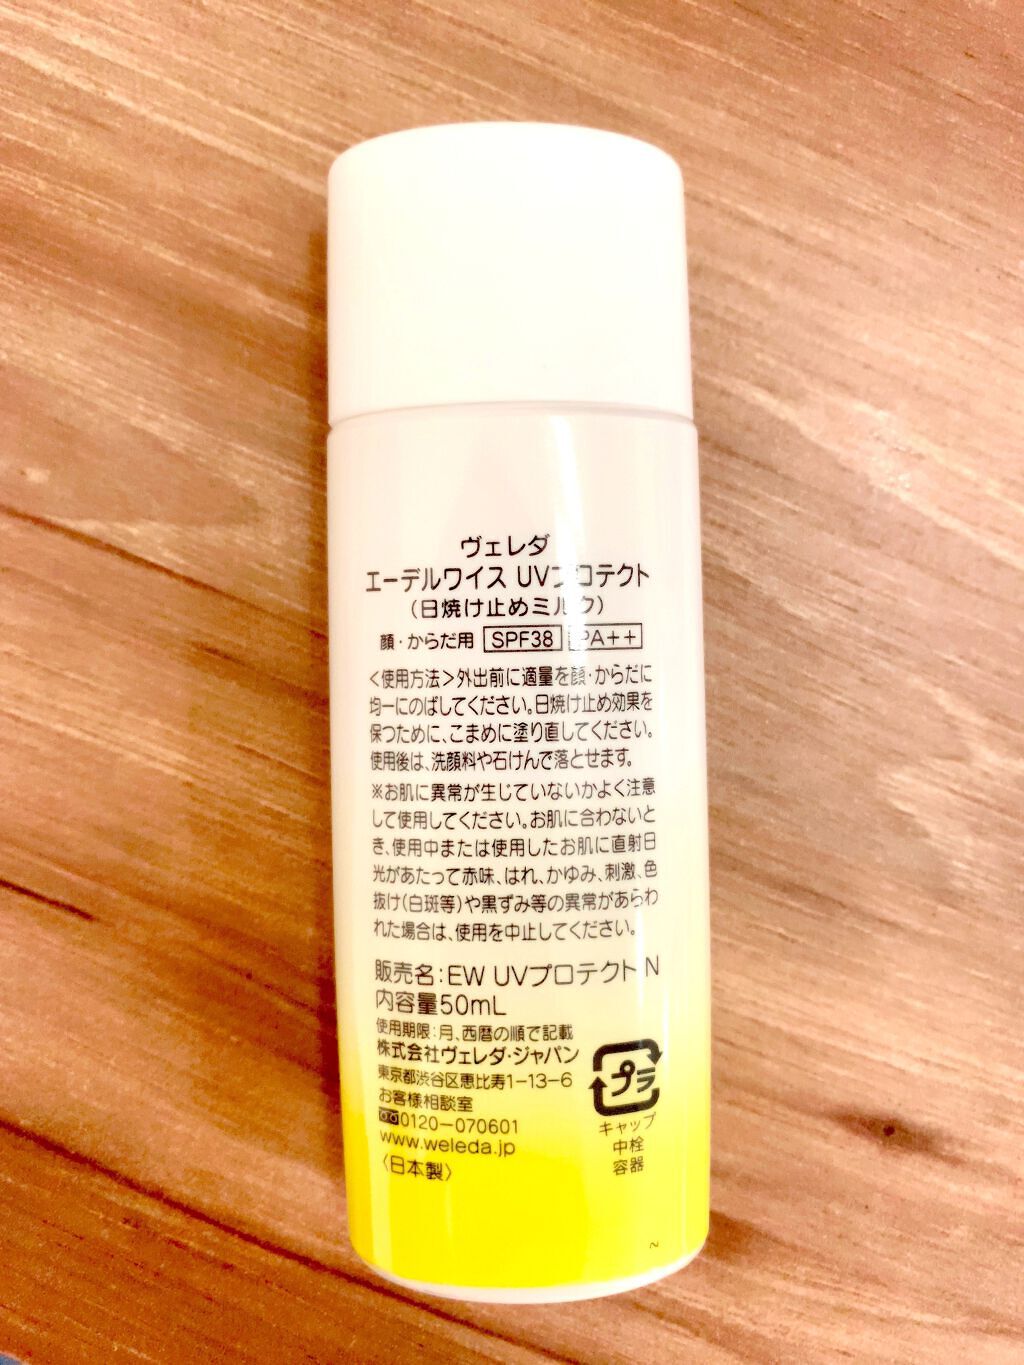 ヴェレダ
エーデルワイス UVプロテクト
（日焼け止めミルク）
顔・からだ用 SPF38 PA++
＜使用方法＞外出前に適量を顔・からだに
均一にのばしてください。日焼け止め効果を
保つために、こまめに塗り直してください。
使用後は、洗顔料や石けんで落とせます。
※お肌に異常が生じていないかよく注意
して使用してください。お肌に合わないと
き、使用中または使用したお肌に直射日
光があたって赤味、はれ、かゆみ、刺激、色
抜け（白斑等）や黒ずみ等の異常があらわ
れた場合は、使用を中止してください。
販売名：EW UVプロテクト N
内容量50mL
使用期限：月、西暦の順で記載
株式会社ヴェレダ・ジャパン
東京都渋谷区恵比寿1-13-6
お客様相談室
0120-070601
www.weleda.jp
〈日本製〉
プラ
キャップ
中栓
容器
~